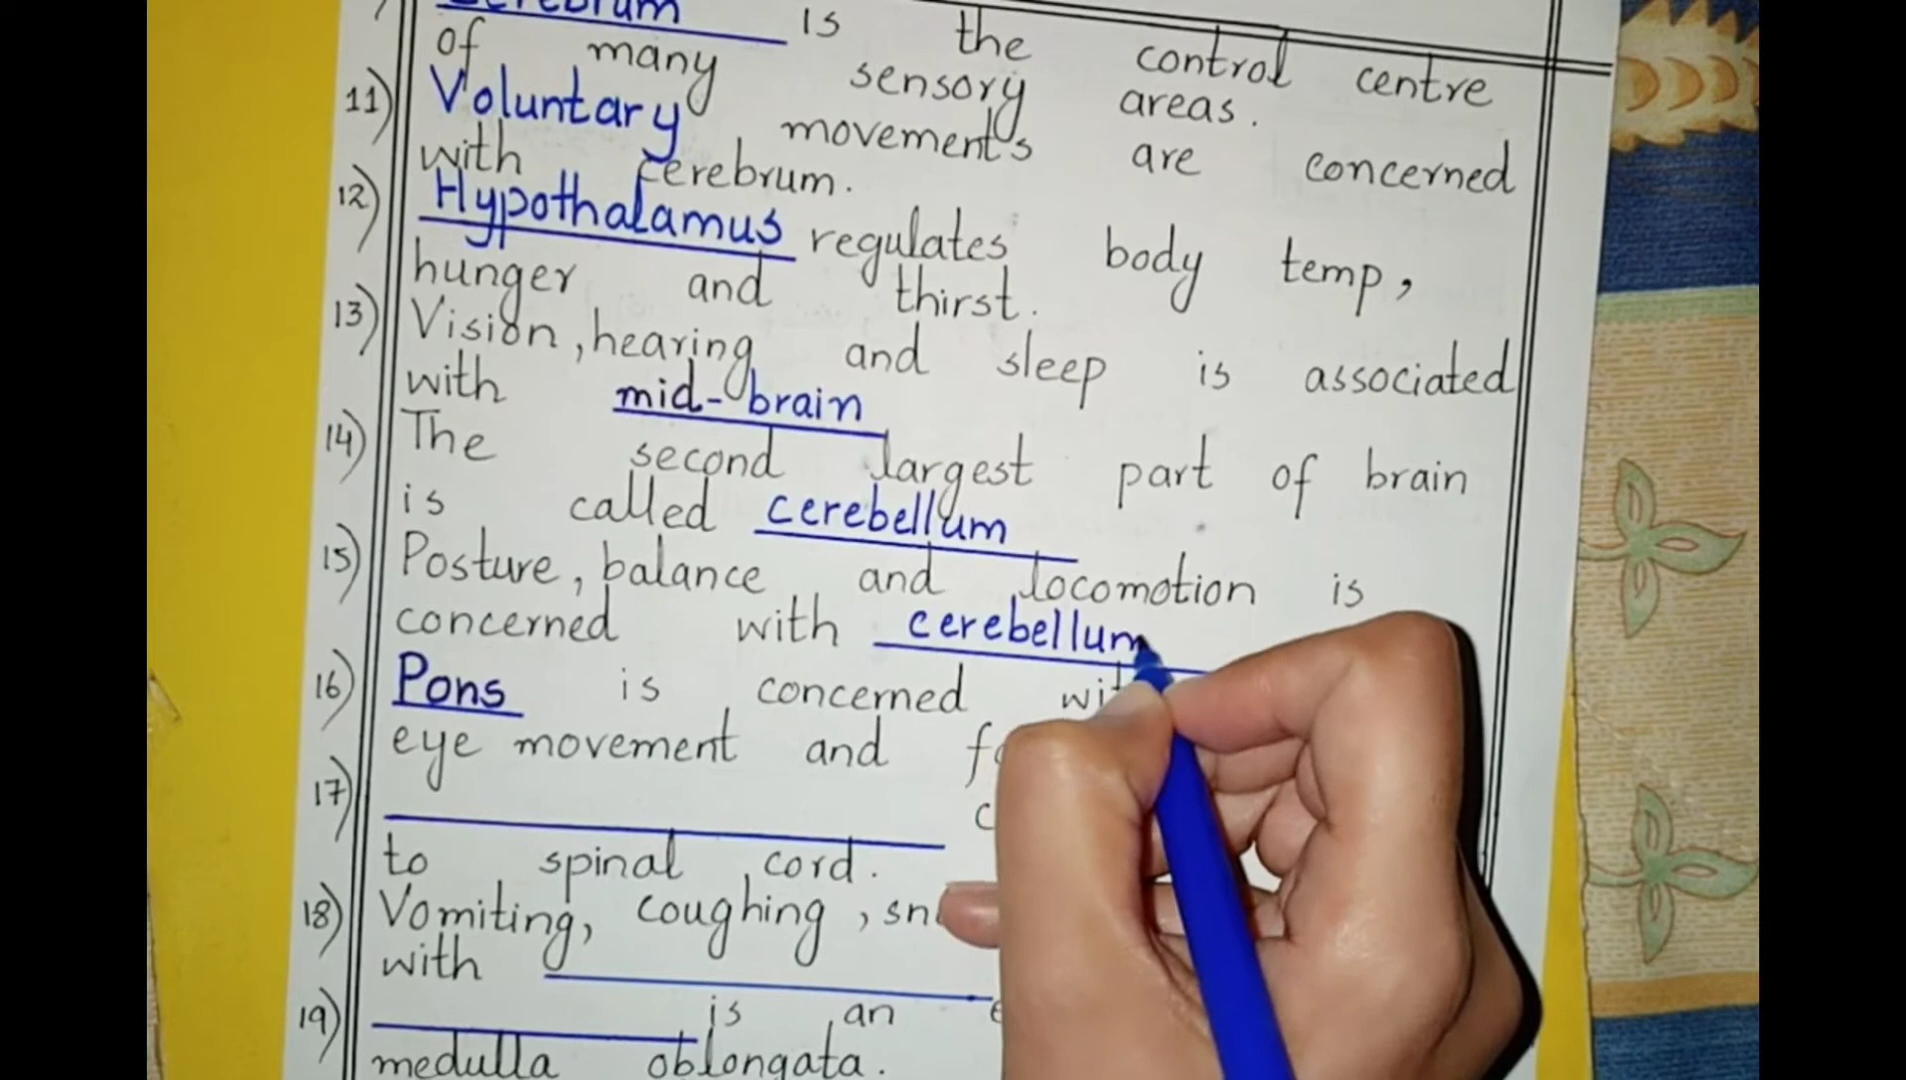 Cerebrum is the control centre
of many sensory areas.
11) Voluntary movements are concerned
with cerebrum.
12) Hypothalamus regulates body temp,
hunger and thirst.
13) Vision, hearing and sleep is associated
with mid-brain
14) The second largest part of brain
is called cerebellum
15) Posture, balance and locomotion is
concerned with cerebellum
16) Pons is concerned
eye movement and
17)
to spinal cord.
18) Vomiting, coughing,
with
19) is an
medulla oblongata.